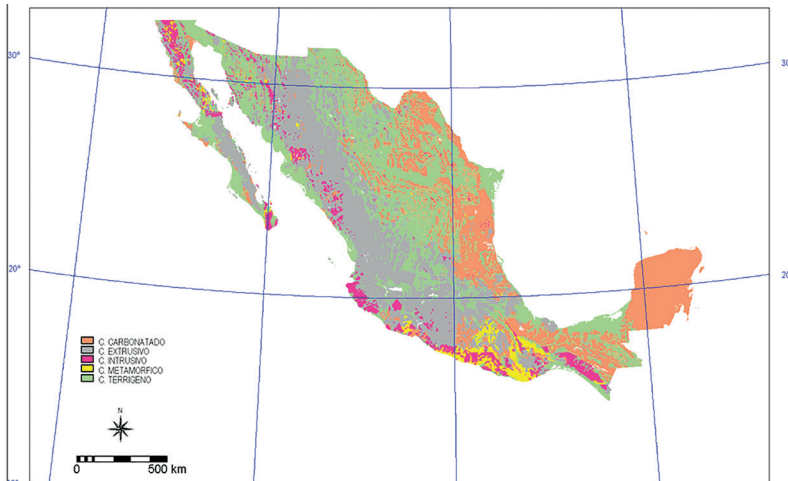 30°
30
20°
20
C. CARBONATADO
C. EXTRUSIVO
C. INTRUSIVO
C. METAMORFICO
C. TERRIGENO
N
0 500 km